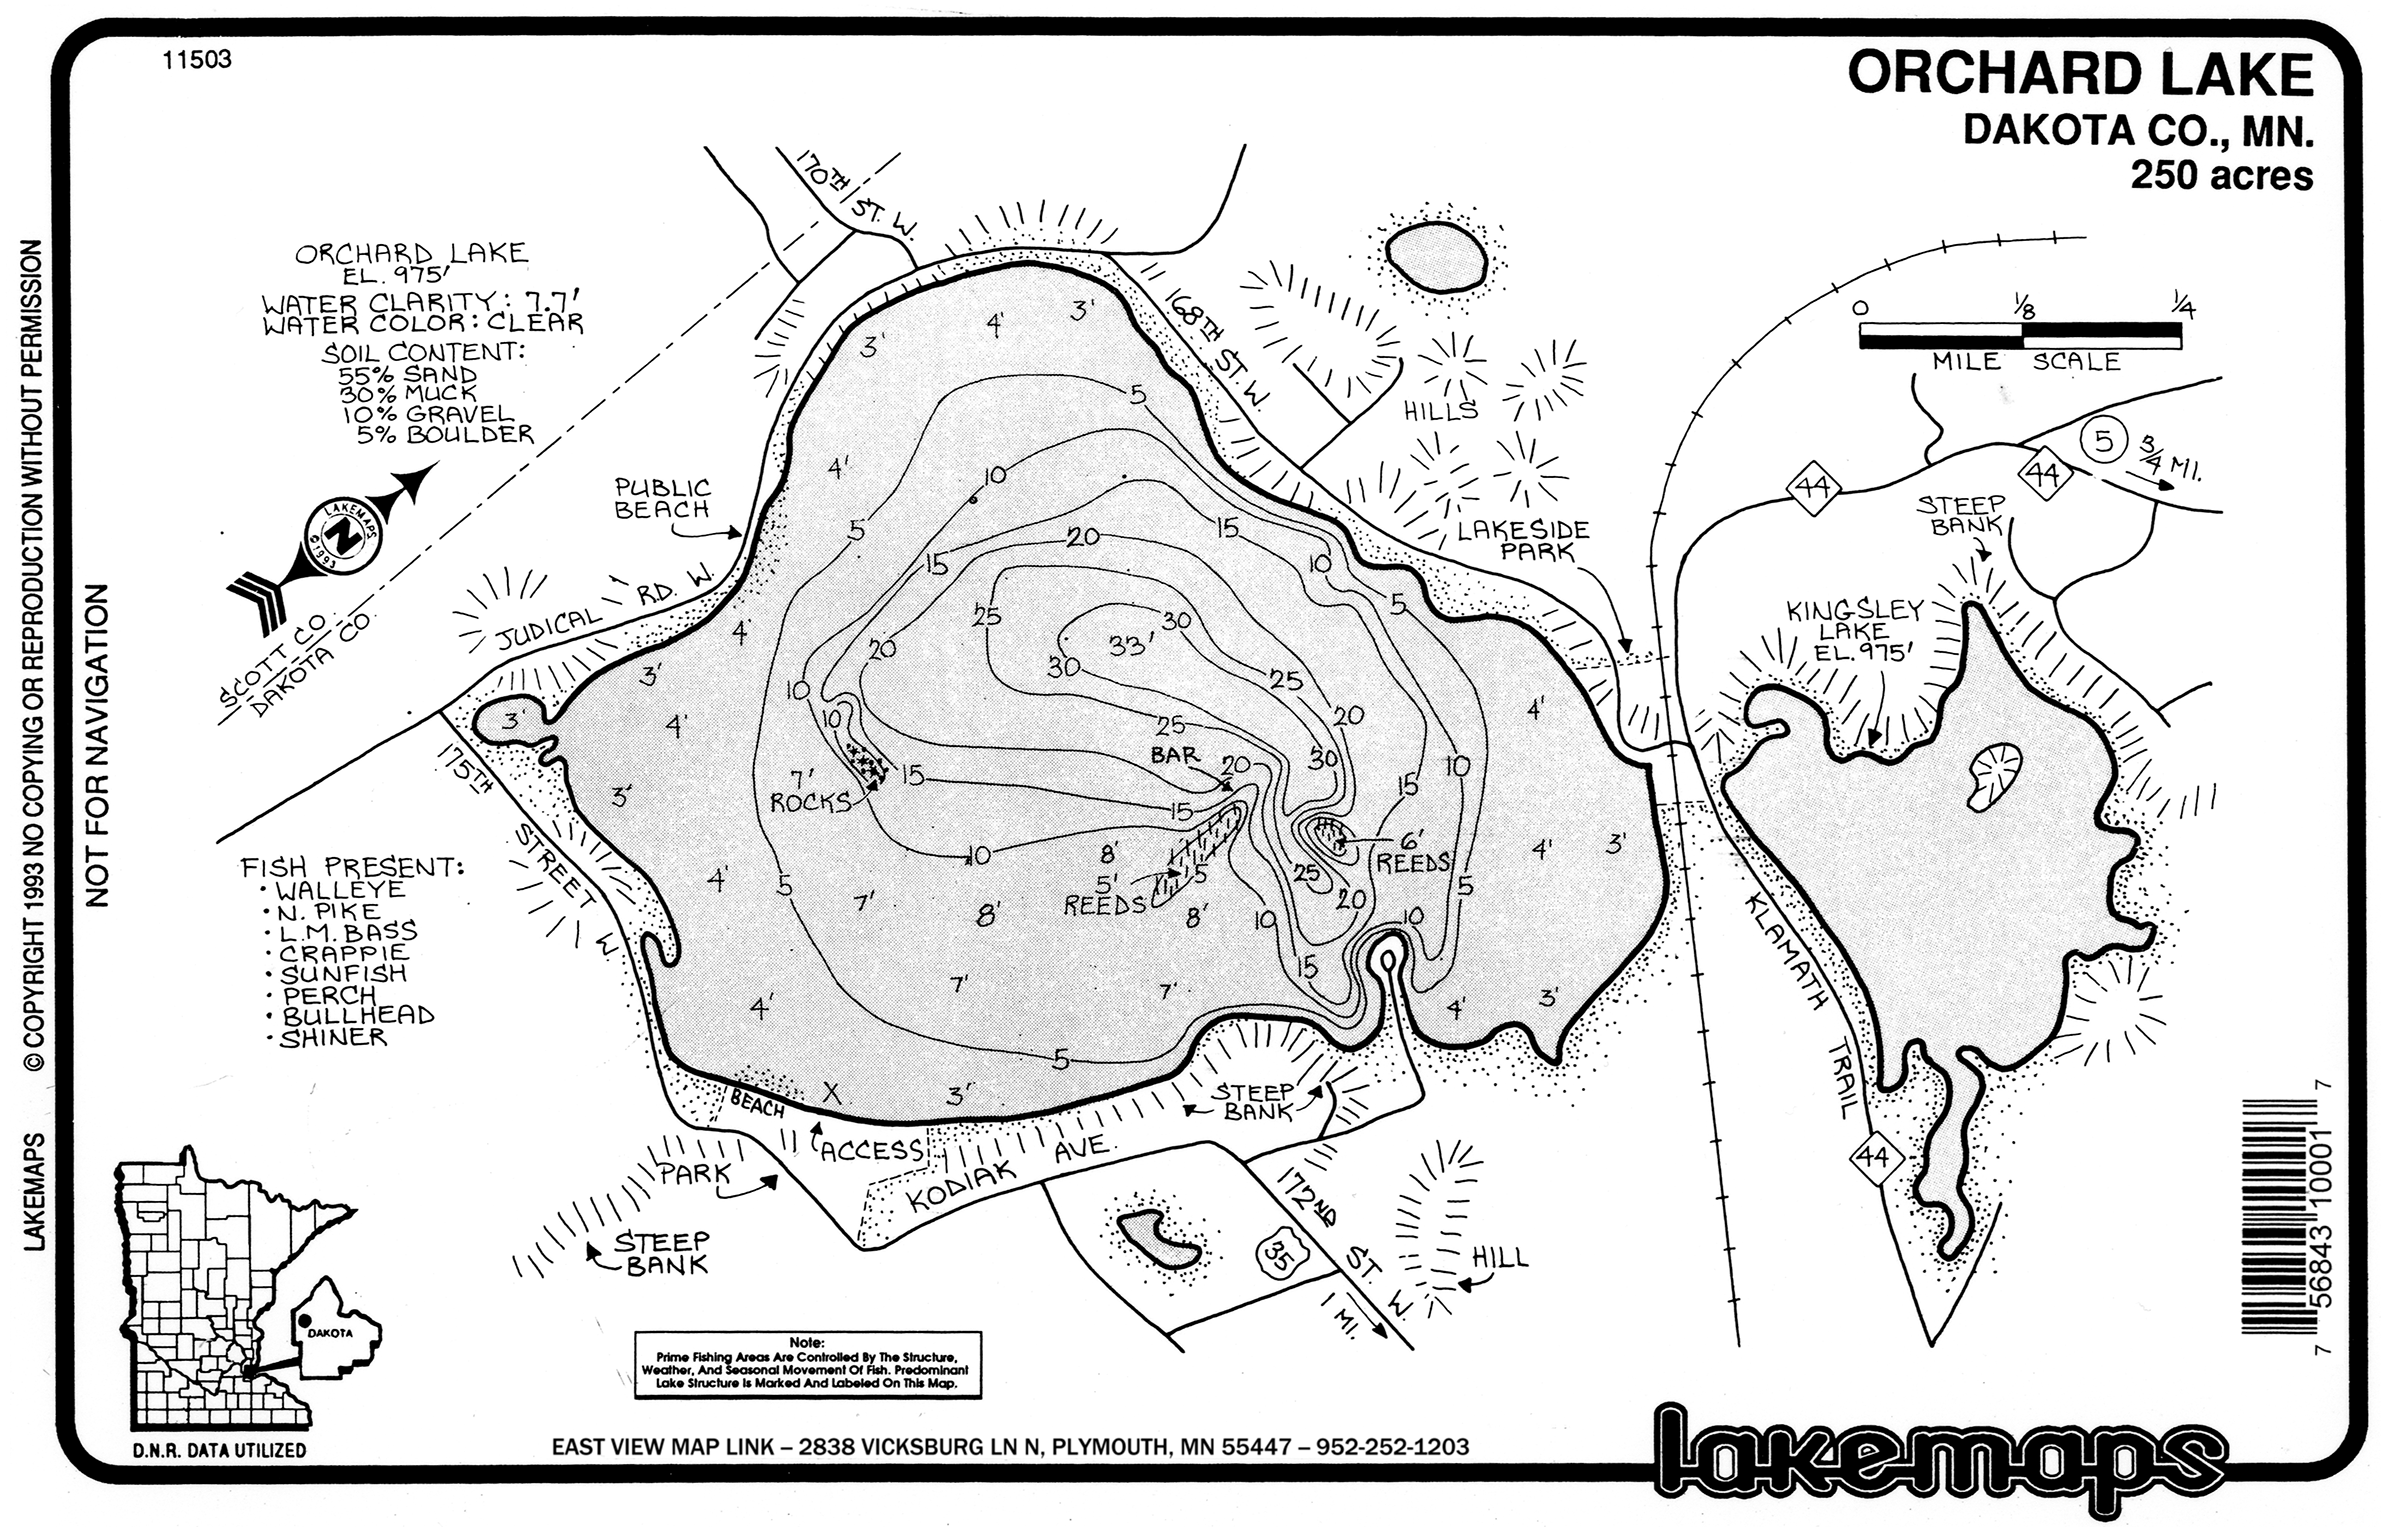 11503
ORCHARD LAKE
DAKOTA CO., MN.
250 acres
ORCHARD LAKE
EL. 975'
WATER CLARITY: 7.7'
WATER COLOR: CLEAR
SOIL CONTENT:
55% SAND
30% MUCK
10% GRAVEL
5% BOULDER
LAKEMAPS
N
©1993
SCOTT CO.
DAKOTA CO.
170TH ST. W.
168TH ST. W.
HILLS
LAKESIDE
PARK
0 1/8 1/4
MILE SCALE
44
44
5
3/4 MI.
STEEP
BANK
KINGSLEY
LAKE
EL. 975'
PUBLIC
BEACH
JUDICAL RD. W.
175TH STREET W.
3'
4'
3'
5
4'
10
5
15
20
15
10
25
5
4'
30
33'
20
30
25
3'
10
4'
25
20
4'
3'
10
BAR
20
30
10
7'
ROCKS
15
15
15
3'
10
8'
6'
REEDS
4'
3'
4'
5
5'
REEDS
5
25
5
7'
8'
8'
20
10
10
15
4'
7'
7'
4'
3'
5
3'
X
BEACH
ACCESS
PARK
STEEP
BANK
STEEP
BANK
KODIAK AVE.
172ND ST. W.
35
1 MI.
HILL
KLAMATH TRAIL
44
FISH PRESENT:
• WALLEYE
• N. PIKE
• L.M. BASS
• CRAPPIE
• SUNFISH
• PERCH
• BULLHEAD
• SHINER
DAKOTA
D.N.R. DATA UTILIZED
Note:
Prime Fishing Areas Are Controlled By The Structure,
Weather, And Seasonal Movement Of Fish. Predominant
Lake Structure Is Marked And Labeled On This Map.
EAST VIEW MAP LINK – 2838 VICKSBURG LN N, PLYMOUTH, MN 55447 – 952-252-1203
lakemaps
7 56843 10001 7
NOT FOR NAVIGATION
LAKEMAPS © COPYRIGHT 1993 NO COPYING OR REPRODUCTION WITHOUT PERMISSION